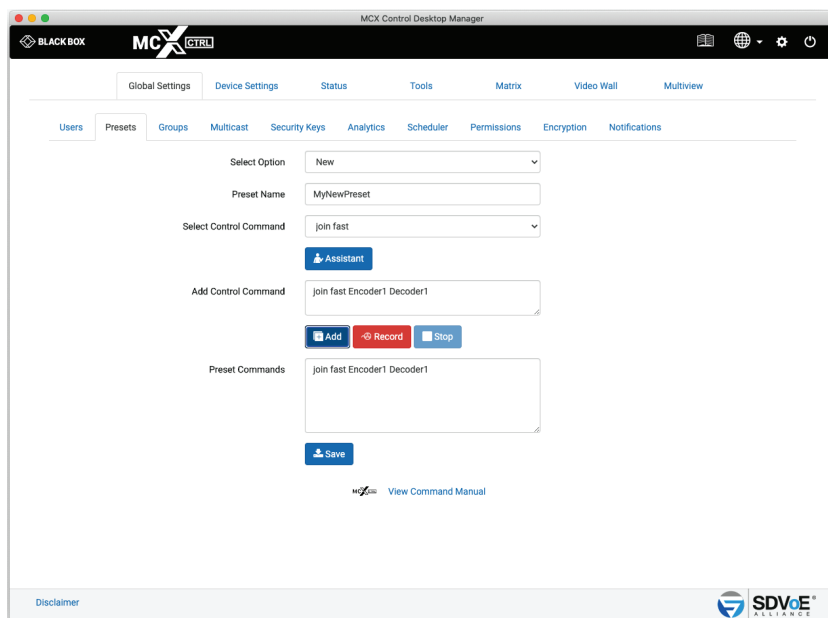 MCX Control Desktop Manager
BLACK BOX MCX CTRL
Global Settings Device Settings Status Tools Matrix Video Wall Multiview
Users Presets Groups Multicast Security Keys Analytics Scheduler Permissions Encryption Notifications
Select Option New
Preset Name MyNewPreset
Select Control Command join fast
Assistant
Add Control Command join fast Encoder1 Decoder1
Add Record Stop
Preset Commands join fast Encoder1 Decoder1
Save
MCX CTRL View Command Manual
Disclaimer SDVoE
ALLIANCE